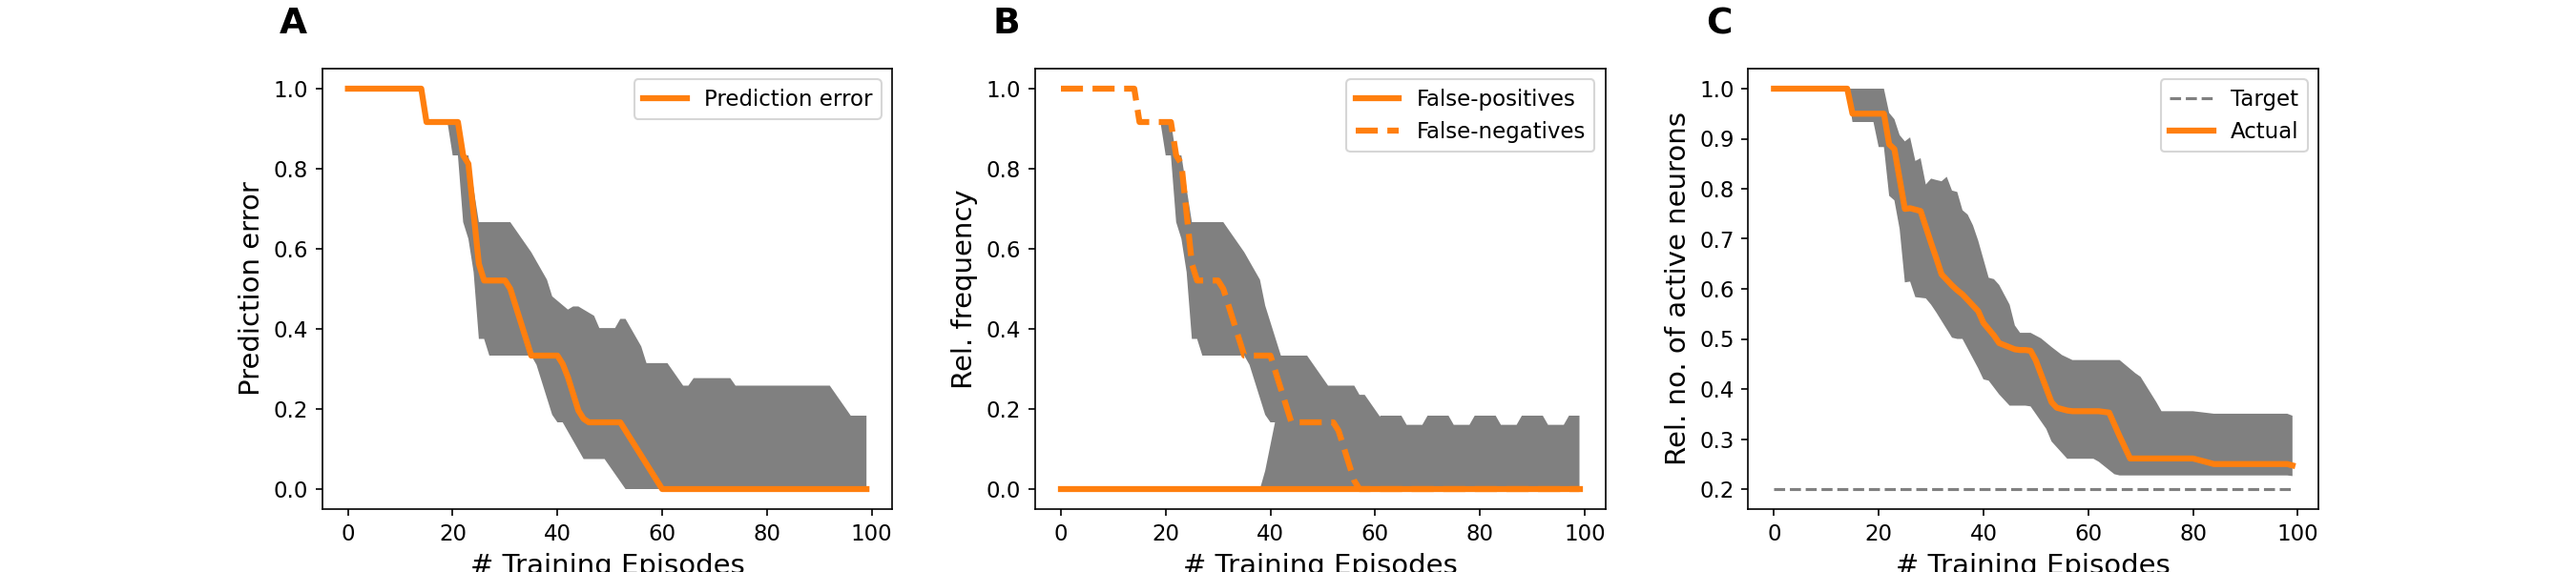 A
B
C
Prediction error
1.0
0.8
0.6
0.4
0.2
0.0
0 20 40 60 80 100
# Training Episodes
Prediction error
Rel. frequency
1.0
0.8
0.6
0.4
0.2
0.0
0 20 40 60 80 100
# Training Episodes
False-positives
False-negatives
Rel. no. of active neurons
1.0
0.9
0.8
0.7
0.6
0.5
0.4
0.3
0.2
0 20 40 60 80 100
# Training Episodes
Target
Actual